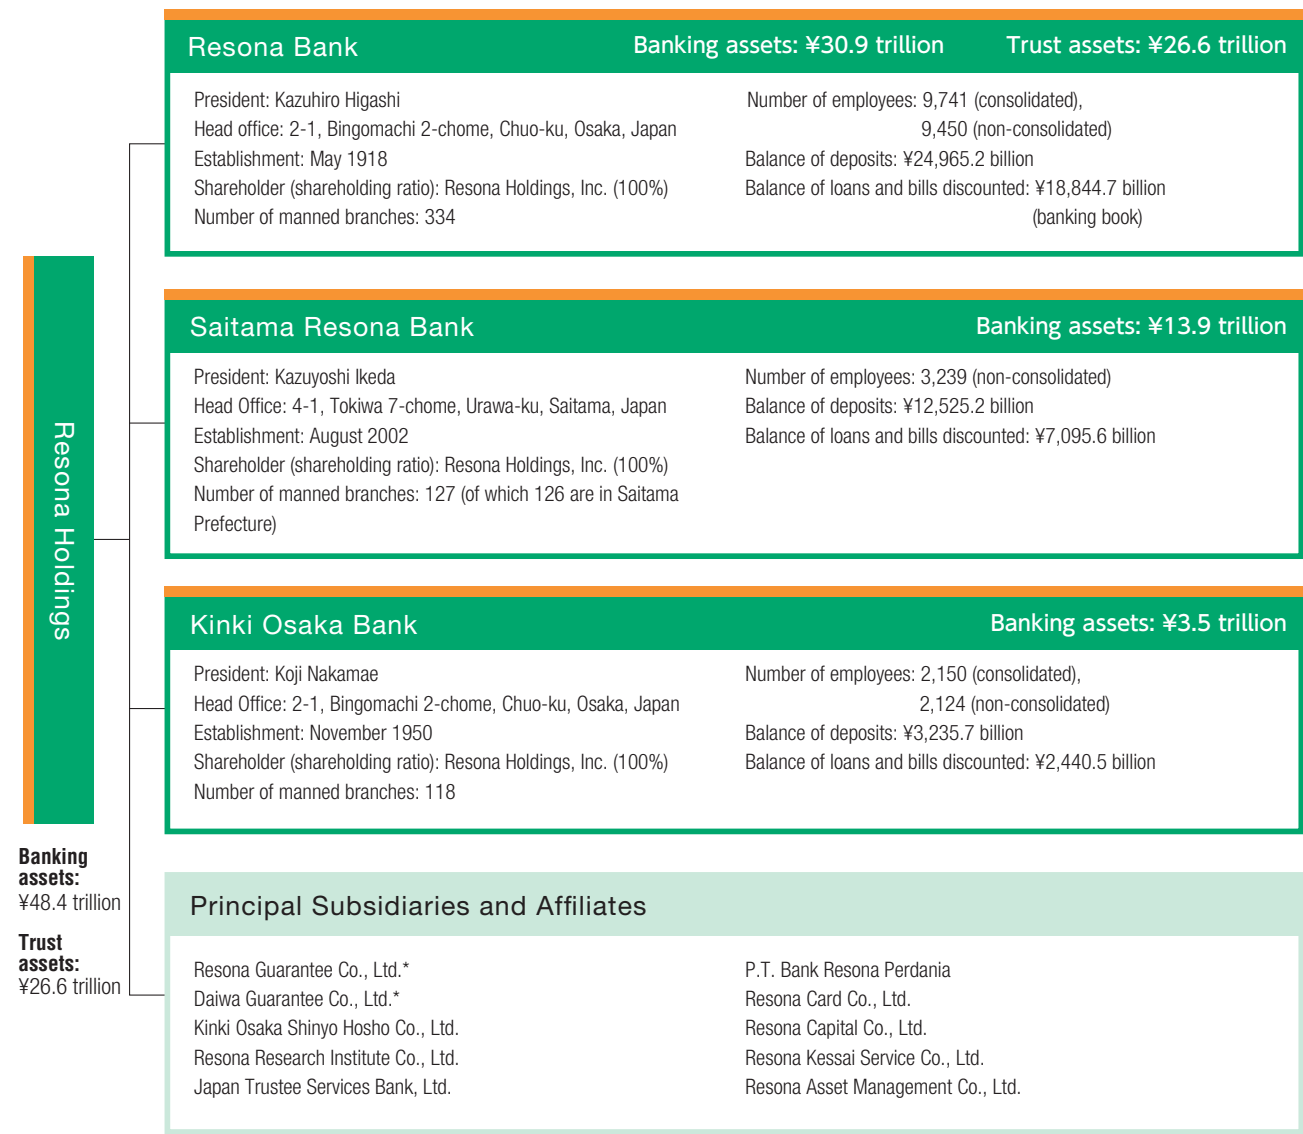 Resona Bank
Banking assets: ¥30.9 trillion
Trust assets: ¥26.6 trillion
President: Kazuhiro Higashi
Head office: 2-1, Bingomachi 2-chome, Chuo-ku, Osaka, Japan
Establishment: May 1918
Shareholder (shareholding ratio): Resona Holdings, Inc. (100%)
Number of manned branches: 334
Number of employees: 9,741 (consolidated),
9,450 (non-consolidated)
Balance of deposits: ¥24,965.2 billion
Balance of loans and bills discounted: ¥18,844.7 billion
(banking book)
Resona Holdings
Banking
assets:
¥48.4 trillion
Trust
assets:
¥26.6 trillion
Saitama Resona Bank
Banking assets: ¥13.9 trillion
President: Kazuyoshi Ikeda
Head Office: 4-1, Tokiwa 7-chome, Urawa-ku, Saitama, Japan
Establishment: August 2002
Shareholder (shareholding ratio): Resona Holdings, Inc. (100%)
Number of manned branches: 127 (of which 126 are in Saitama
Prefecture)
Number of employees: 3,239 (non-consolidated)
Balance of deposits: ¥12,525.2 billion
Balance of loans and bills discounted: ¥7,095.6 billion
Kinki Osaka Bank
Banking assets: ¥3.5 trillion
President: Koji Nakamae
Head Office: 2-1, Bingomachi 2-chome, Chuo-ku, Osaka, Japan
Establishment: November 1950
Shareholder (shareholding ratio): Resona Holdings, Inc. (100%)
Number of manned branches: 118
Number of employees: 2,150 (consolidated),
2,124 (non-consolidated)
Balance of deposits: ¥3,235.7 billion
Balance of loans and bills discounted: ¥2,440.5 billion
Principal Subsidiaries and Affiliates
Resona Guarantee Co., Ltd.*
Daiwa Guarantee Co., Ltd.*
Kinki Osaka Shinyo Hosho Co., Ltd.
Resona Research Institute Co., Ltd.
Japan Trustee Services Bank, Ltd.
P.T. Bank Resona Perdania
Resona Card Co., Ltd.
Resona Capital Co., Ltd.
Resona Kessai Service Co., Ltd.
Resona Asset Management Co., Ltd.